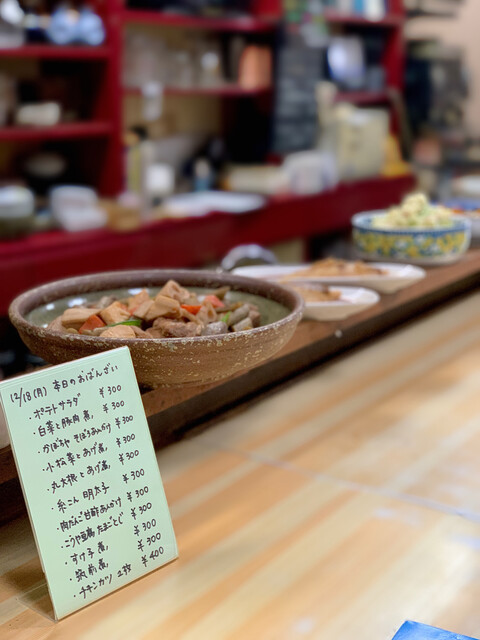 12/18(月) 本日のおばんざい
・ポテトサラダ ¥300
・白菜と豚肉 煮。 ¥300
・かぼちゃ そぼろあんかけ ¥300
・小松菜とあげ煮。 ¥300
・丸大根とあげ煮。 ¥300
・糸こん 明太子 ¥300
・肉だんご甘酢あんかけ ¥300
・こうや豆腐 たまごとじ ¥300
・すけ子 煮。 ¥300
・筑前煮 ¥300
・チキンカツ 2ケ ¥400